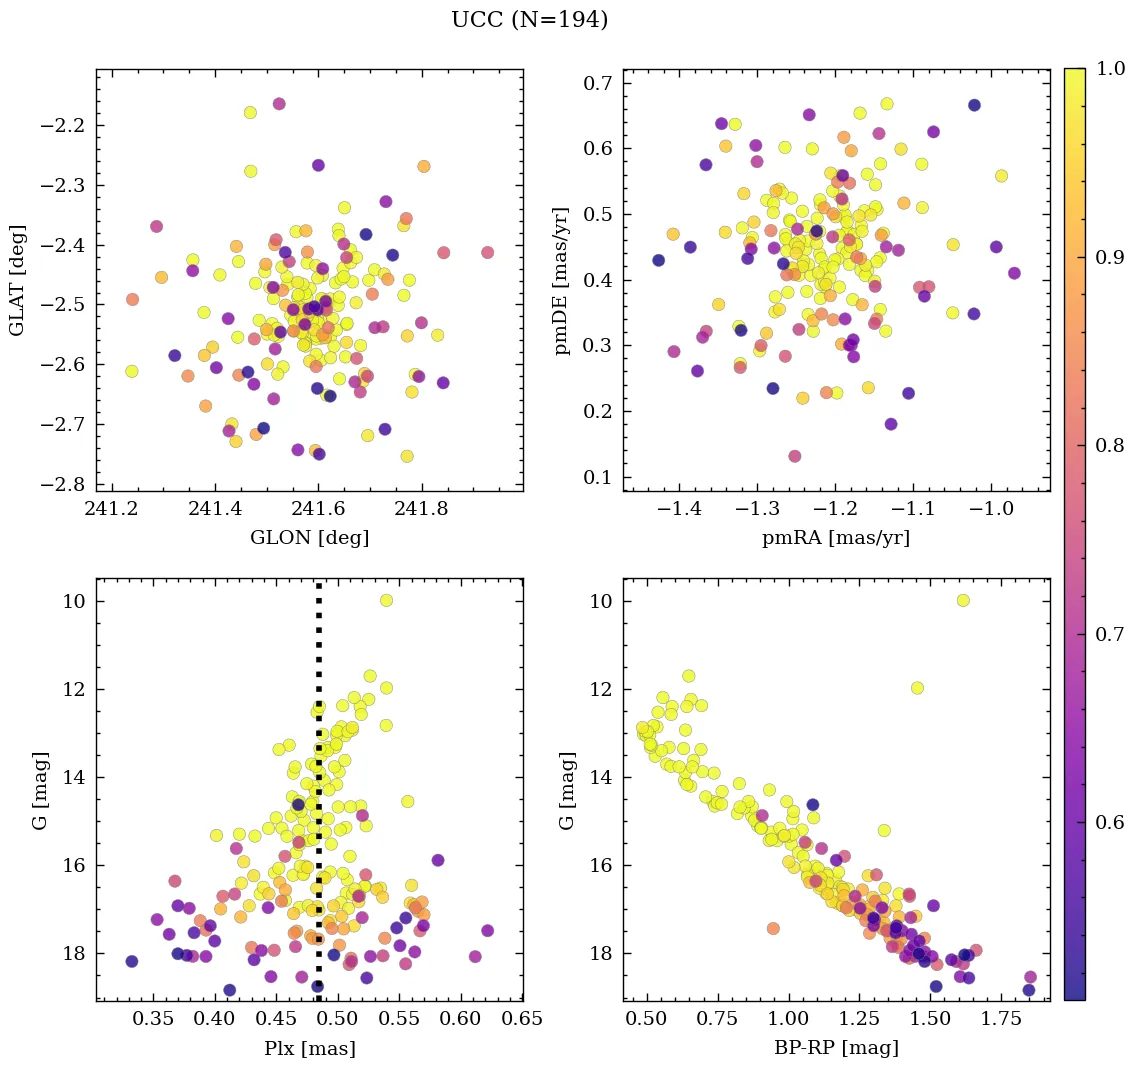 UCC (N=194)
−2.2
−2.3
−2.4
−2.5
−2.6
−2.7
−2.8
GLAT [deg]
241.2 241.4 241.6 241.8
GLON [deg]
0.7
0.6
0.5
0.4
0.3
0.2
0.1
pmDE [mas/yr]
−1.4 −1.3 −1.2 −1.1 −1.0
pmRA [mas/yr]
10
12
14
16
18
G [mag]
0.35 0.40 0.45 0.50 0.55 0.60 0.65
Plx [mas]
10
12
14
16
18
G [mag]
0.50 0.75 1.00 1.25 1.50 1.75
BP-RP [mag]
1.0
0.9
0.8
0.7
0.6